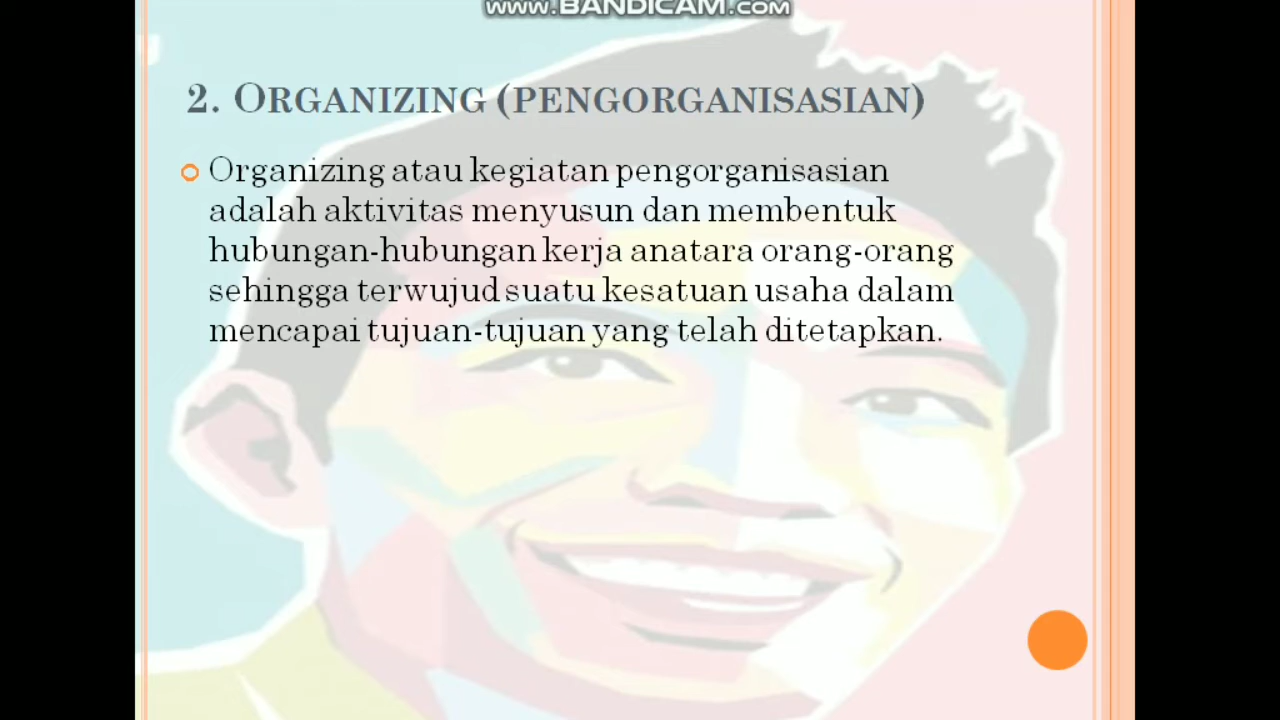 www.BANDICAM.com
2. ORGANIZING (PENGORGANISASIAN)
Organizing atau kegiatan pengorganisasian
adalah aktivitas menyusun dan membentuk
hubungan-hubungan kerja anatara orang-orang
sehingga terwujud suatu kesatuan usaha dalam
mencapai tujuan-tujuan yang telah ditetapkan.